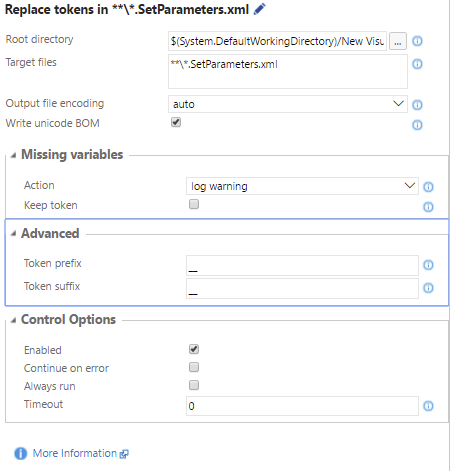 Replace tokens in **\*.SetParameters.xml
Root directory
$(System.DefaultWorkingDirectory)/New Visu
...
Target files
**\*.SetParameters.xml
Output file encoding
auto
Write unicode BOM
Missing variables
Action
log warning
Keep token
Advanced
Token prefix
__
Token suffix
__
Control Options
Enabled
Continue on error
Always run
Timeout
0
More Information